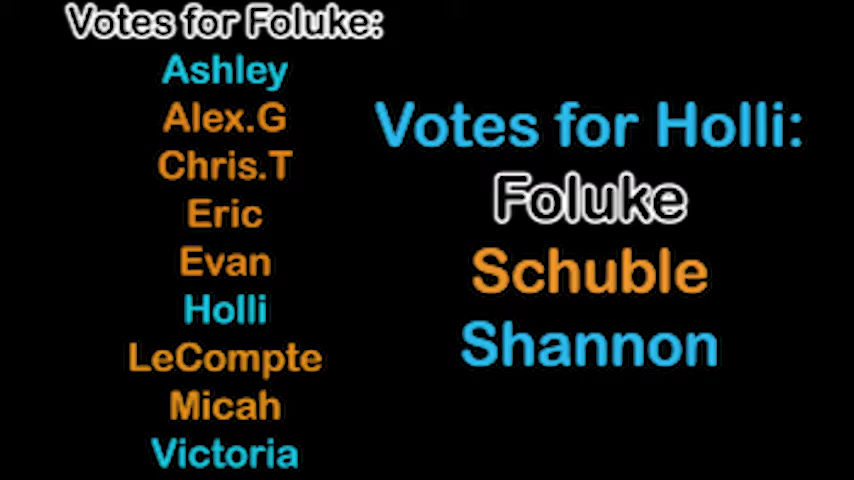 Votes for Foluke:
Ashley
Alex.G
Chris.T
Eric
Evan
Holli
LeCompte
Micah
Victoria
Votes for Holli:
Foluke
Schuble
Shannon